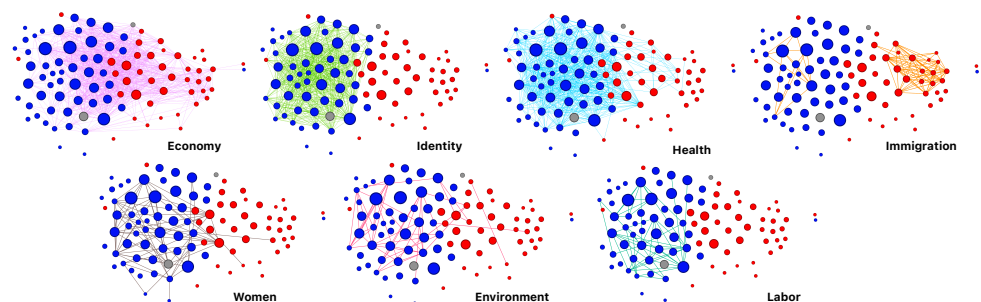 Economy
Identity
Health
Immigration
Women
Environment
Labor